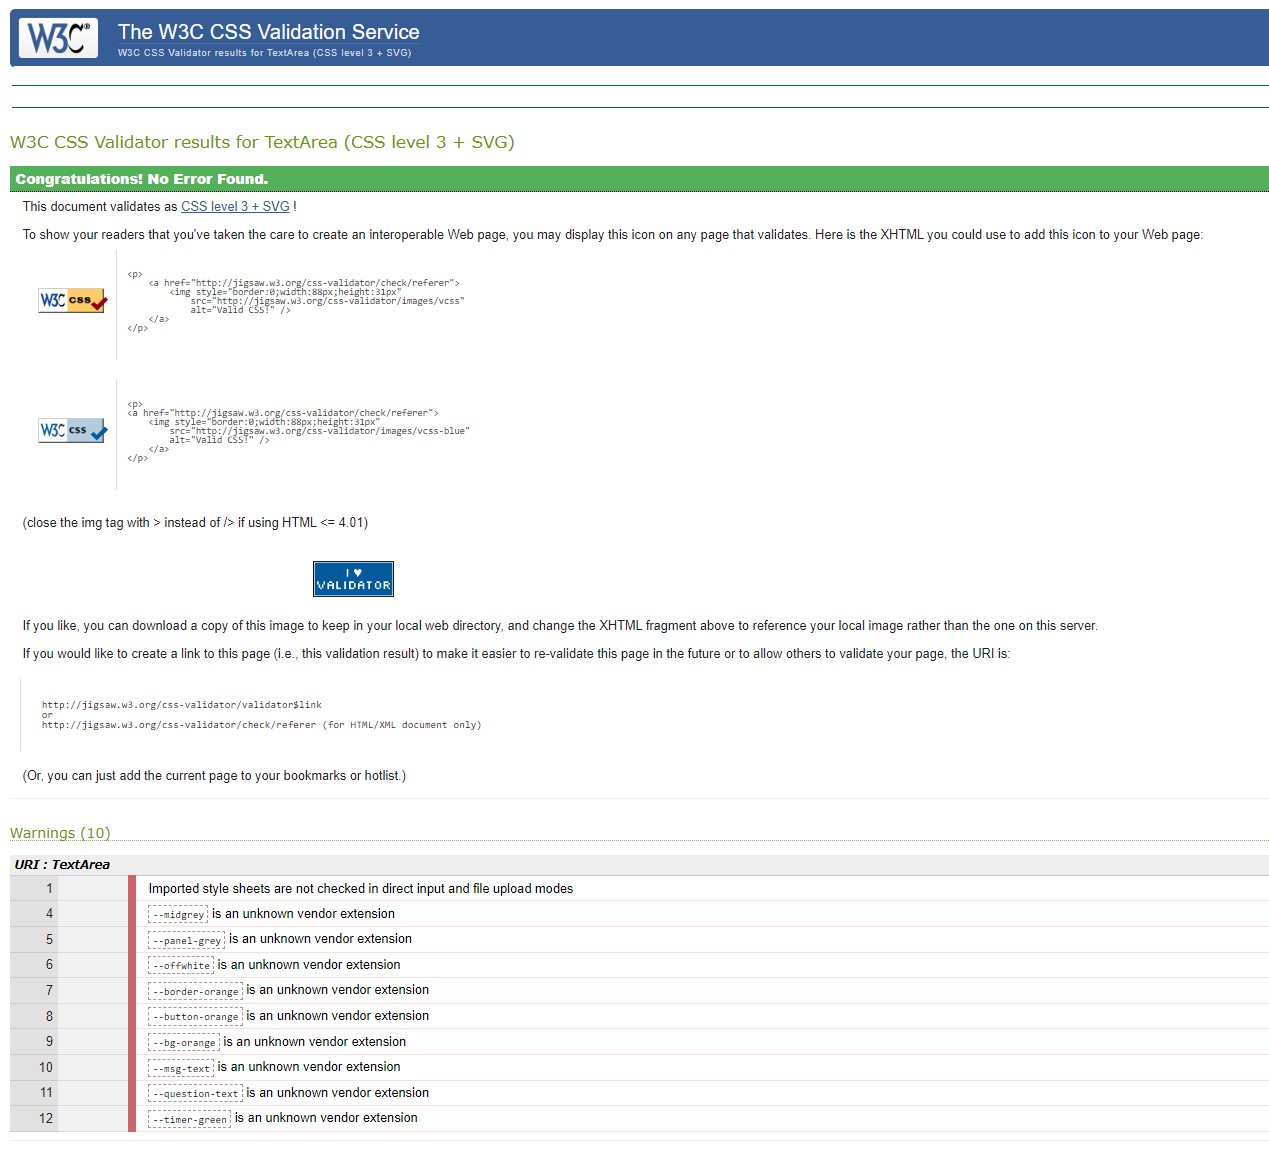 W3C®
The W3C CSS Validation Service
W3C CSS Validator results for TextArea (CSS level 3 + SVG)
W3C CSS Validator results for TextArea (CSS level 3 + SVG)
Congratulations! No Error Found.
This document validates as CSS level 3 + SVG !
To show your readers that you've taken the care to create an interoperable Web page, you may display this icon on any page that validates. Here is the XHTML you could use to add this icon to your Web page:
W3C css
<p>
<a href="http://jigsaw.w3.org/css-validator/check/referer">
<img style="border:0;width:88px;height:31px"
src="http://jigsaw.w3.org/css-validator/images/vcss"
alt="Valid CSS!" />
</a>
</p>
W3C css
<p>
<a href="http://jigsaw.w3.org/css-validator/check/referer">
<img style="border:0;width:88px;height:31px"
src="http://jigsaw.w3.org/css-validator/images/vcss-blue"
alt="Valid CSS!" />
</a>
</p>
(close the img tag with > instead of /> if using HTML <= 4.01)
I ♥
VALIDATOR
If you like, you can download a copy of this image to keep in your local web directory, and change the XHTML fragment above to reference your local image rather than the one on this server.
If you would like to create a link to this page (i.e., this validation result) to make it easier to re-validate this page in the future or to allow others to validate your page, the URI is:
http://jigsaw.w3.org/css-validator/validator$link
or
http://jigsaw.w3.org/css-validator/check/referer (for HTML/XML document only)
(Or, you can just add the current page to your bookmarks or hotlist.)
Warnings (10)
URI : TextArea
1 Imported style sheets are not checked in direct input and file upload modes
4 --midgrey is an unknown vendor extension
5 --panel-grey is an unknown vendor extension
6 --offwhite is an unknown vendor extension
7 --border-orange is an unknown vendor extension
8 --button-orange is an unknown vendor extension
9 --bg-orange is an unknown vendor extension
10 --msg-text is an unknown vendor extension
11 --question-text is an unknown vendor extension
12 --timer-green is an unknown vendor extension